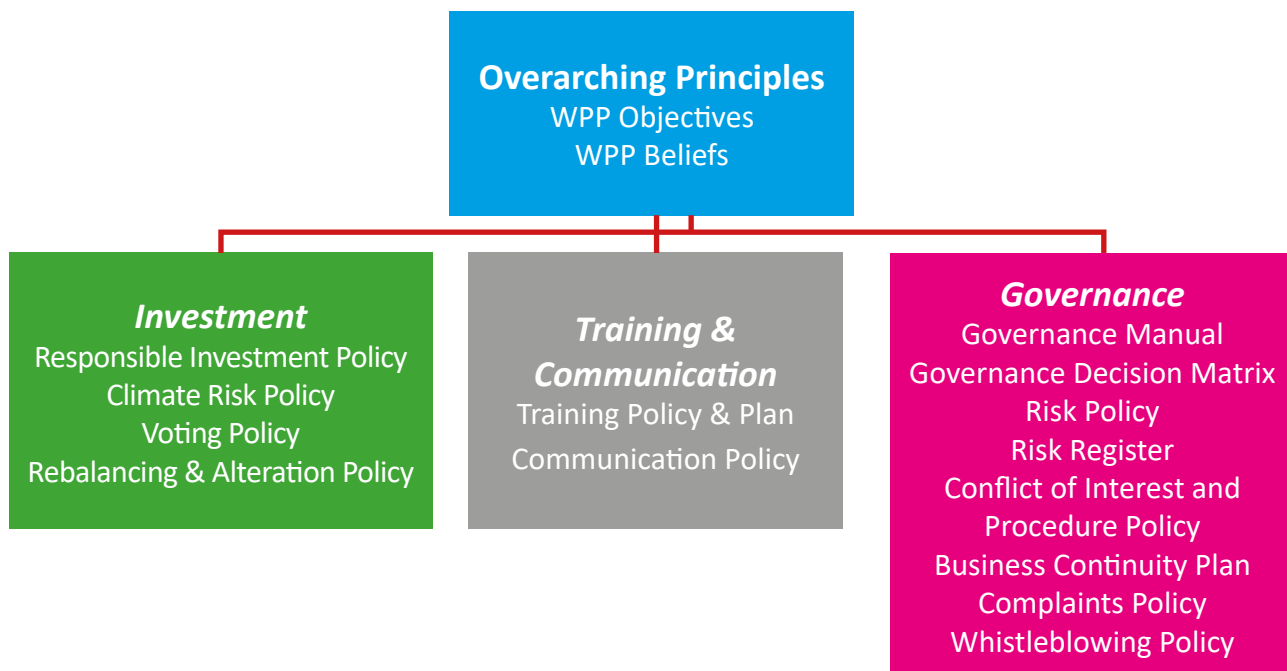 Overarching Principles
WPP Objectives
WPP Beliefs
Investment
Responsible Investment Policy
Climate Risk Policy
Voting Policy
Rebalancing & Alteration Policy
Training &
Communication
Training Policy & Plan
Communication Policy
Governance
Governance Manual
Governance Decision Matrix
Risk Policy
Risk Register
Conflict of Interest and
Procedure Policy
Business Continuity Plan
Complaints Policy
Whistleblowing Policy